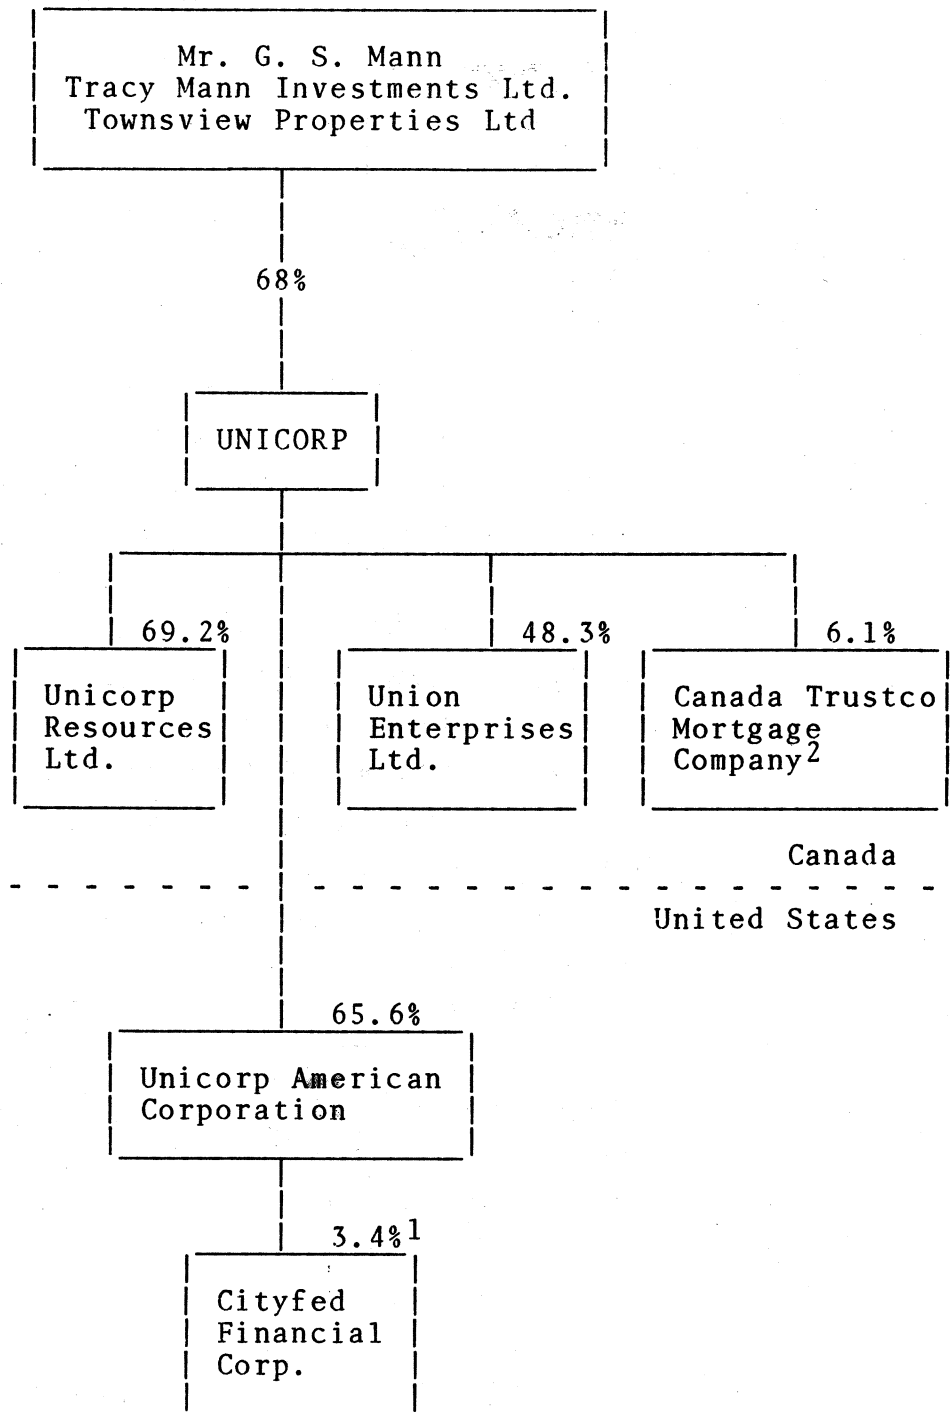 Mr. G. S. Mann
Tracy Mann Investments Ltd.
Townsview Properties Ltd
68%
UNICORP
69.2%
48.3%
6.1%
Unicorp
Resources
Ltd.
Union
Enterprises
Ltd.
Canada Trustco
Mortgage
Company2
Canada
United States
65.6%
Unicorp American
Corporation
3.4%1
Cityfed
Financial
Corp.